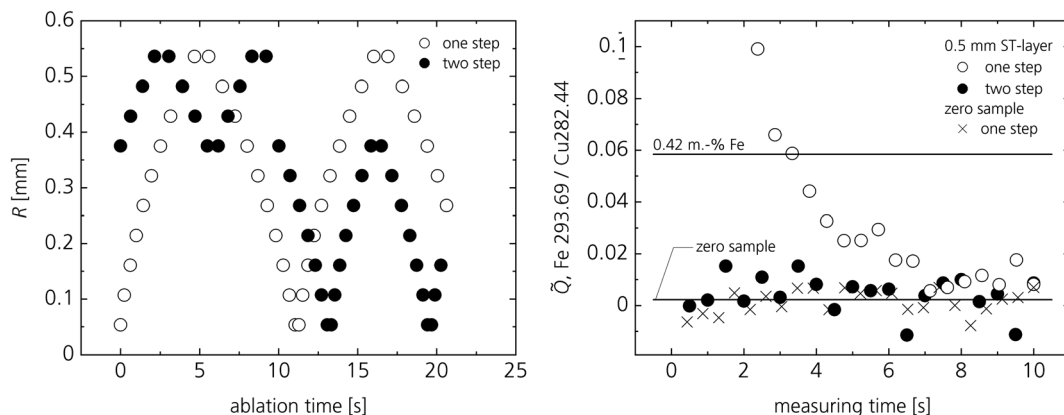 0.6
0.5
0.4
0.3
0.2
0.1
0
R [mm]
one step
two step
0 5 10 15 20 25
ablation time [s]
0.1
0.08
0.06
0.04
0.02
0
Q̃, Fe 293.69 / Cu282.44
0.5 mm ST-layer
one step
two step
zero sample
one step
0.42 m.-% Fe
zero sample
0 2 4 6 8 10
measuring time [s]